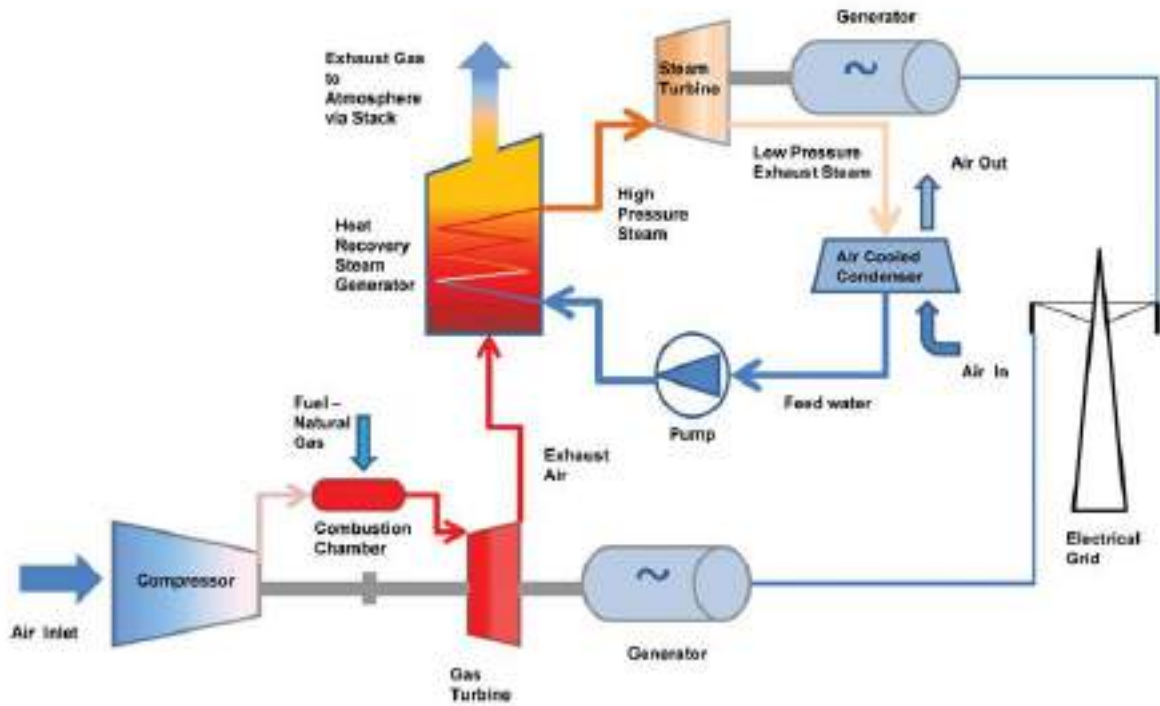 Generator
Exhaust Gas
to
Atmosphere
via Stack
Steam
Turbine
Low Pressure
Exhaust Steam
Air Out
High
Pressure
Steam
Heat
Recovery
Steam
Generator
Air Cooled
Condenser
Air In
Feed water
Pump
Fuel –
Natural
Gas
Exhaust
Air
Combustion
Chamber
Compressor
Air Inlet
Gas
Turbine
Generator
Electrical
Grid